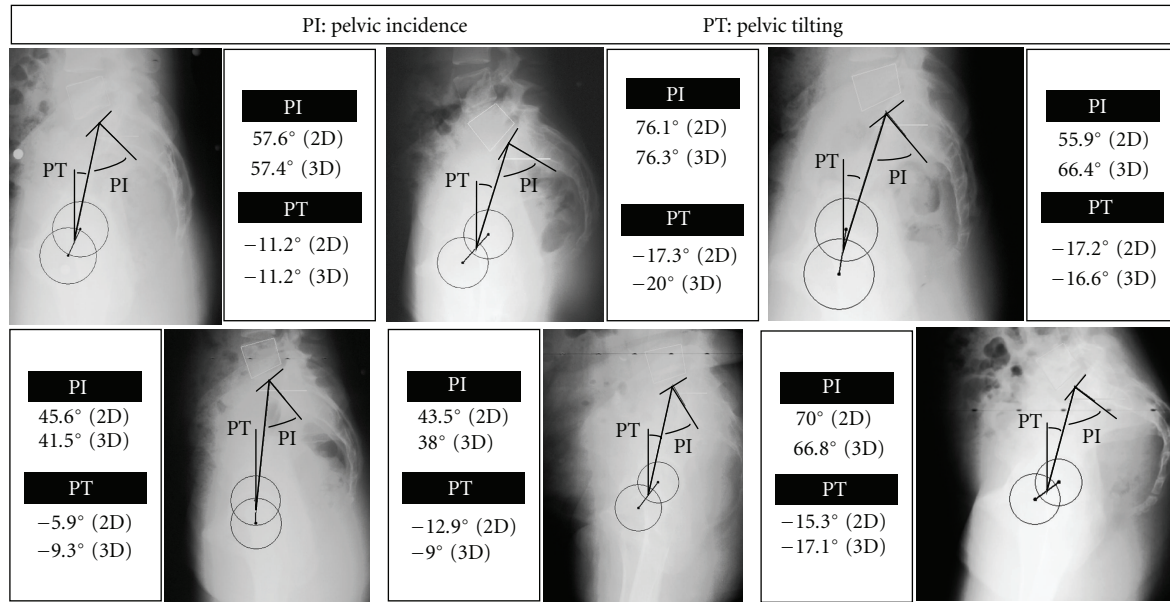 PI: pelvic incidence PT: pelvic tilting
PT
PI
PI
57.6° (2D)
57.4° (3D)
PT
−11.2° (2D)
−11.2° (3D)
PT
PI
PI
76.1° (2D)
76.3° (3D)
PT
−17.3° (2D)
−20° (3D)
PT
PI
PI
55.9° (2D)
66.4° (3D)
PT
−17.2° (2D)
−16.6° (3D)
PI
45.6° (2D)
41.5° (3D)
PT
−5.9° (2D)
−9.3° (3D)
PT
PI
PI
43.5° (2D)
38° (3D)
PT
−12.9° (2D)
−9° (3D)
PT
PI
PI
70° (2D)
66.8° (3D)
PT
−15.3° (2D)
−17.1° (3D)
PT
PI